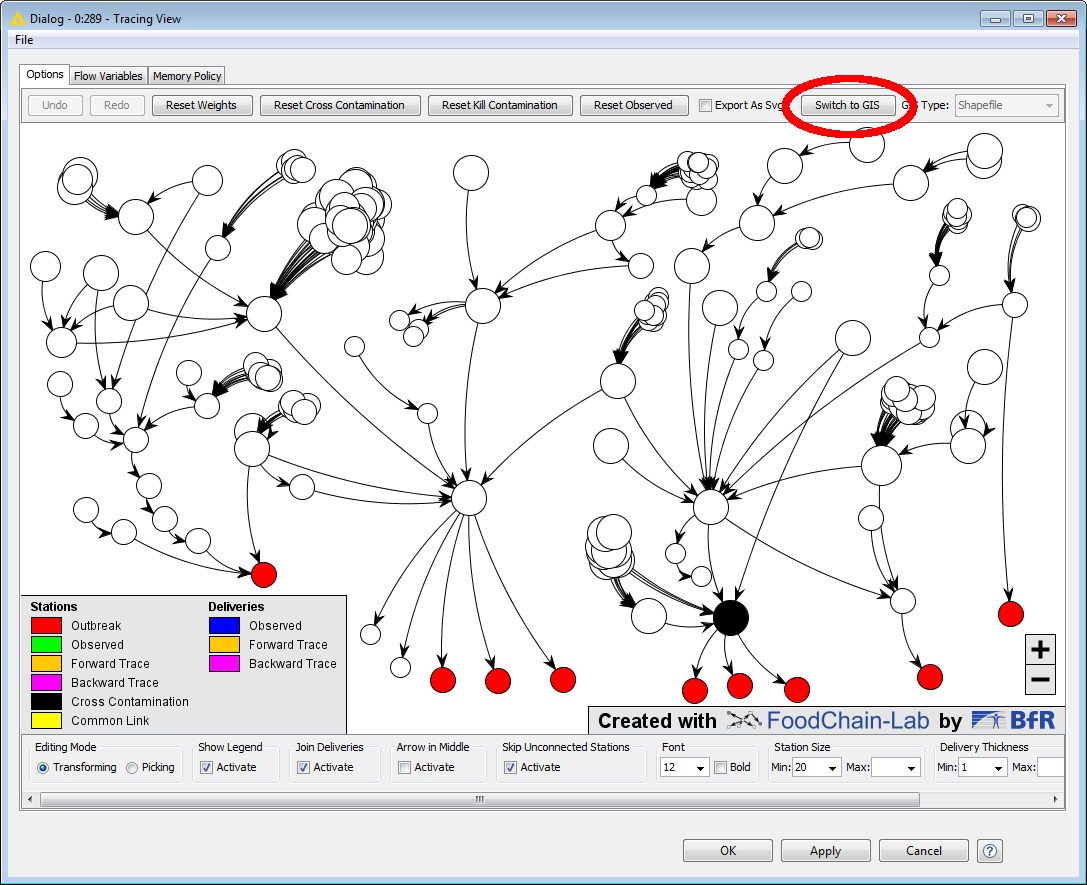 Dialog - 0:289 - Tracing View
File
Options Flow Variables Memory Policy
Undo Redo Reset Weights Reset Cross Contamination Reset Kill Contamination Reset Observed Export As Svg Switch to GIS Type: Shapefile
Stations Deliveries
Outbreak Observed
Observed Forward Trace
Forward Trace Backward Trace
Backward Trace
Cross Contamination
Common Link
+
−
Created with FoodChain-Lab by BfR
Editing Mode Show Legend Join Deliveries Arrow in Middle Skip Unconnected Stations Font Station Size Delivery Thickness
Transforming Picking Activate Activate Activate Activate 12 Bold Min: 20 Max: Min: 1 Max:
OK Apply Cancel ?